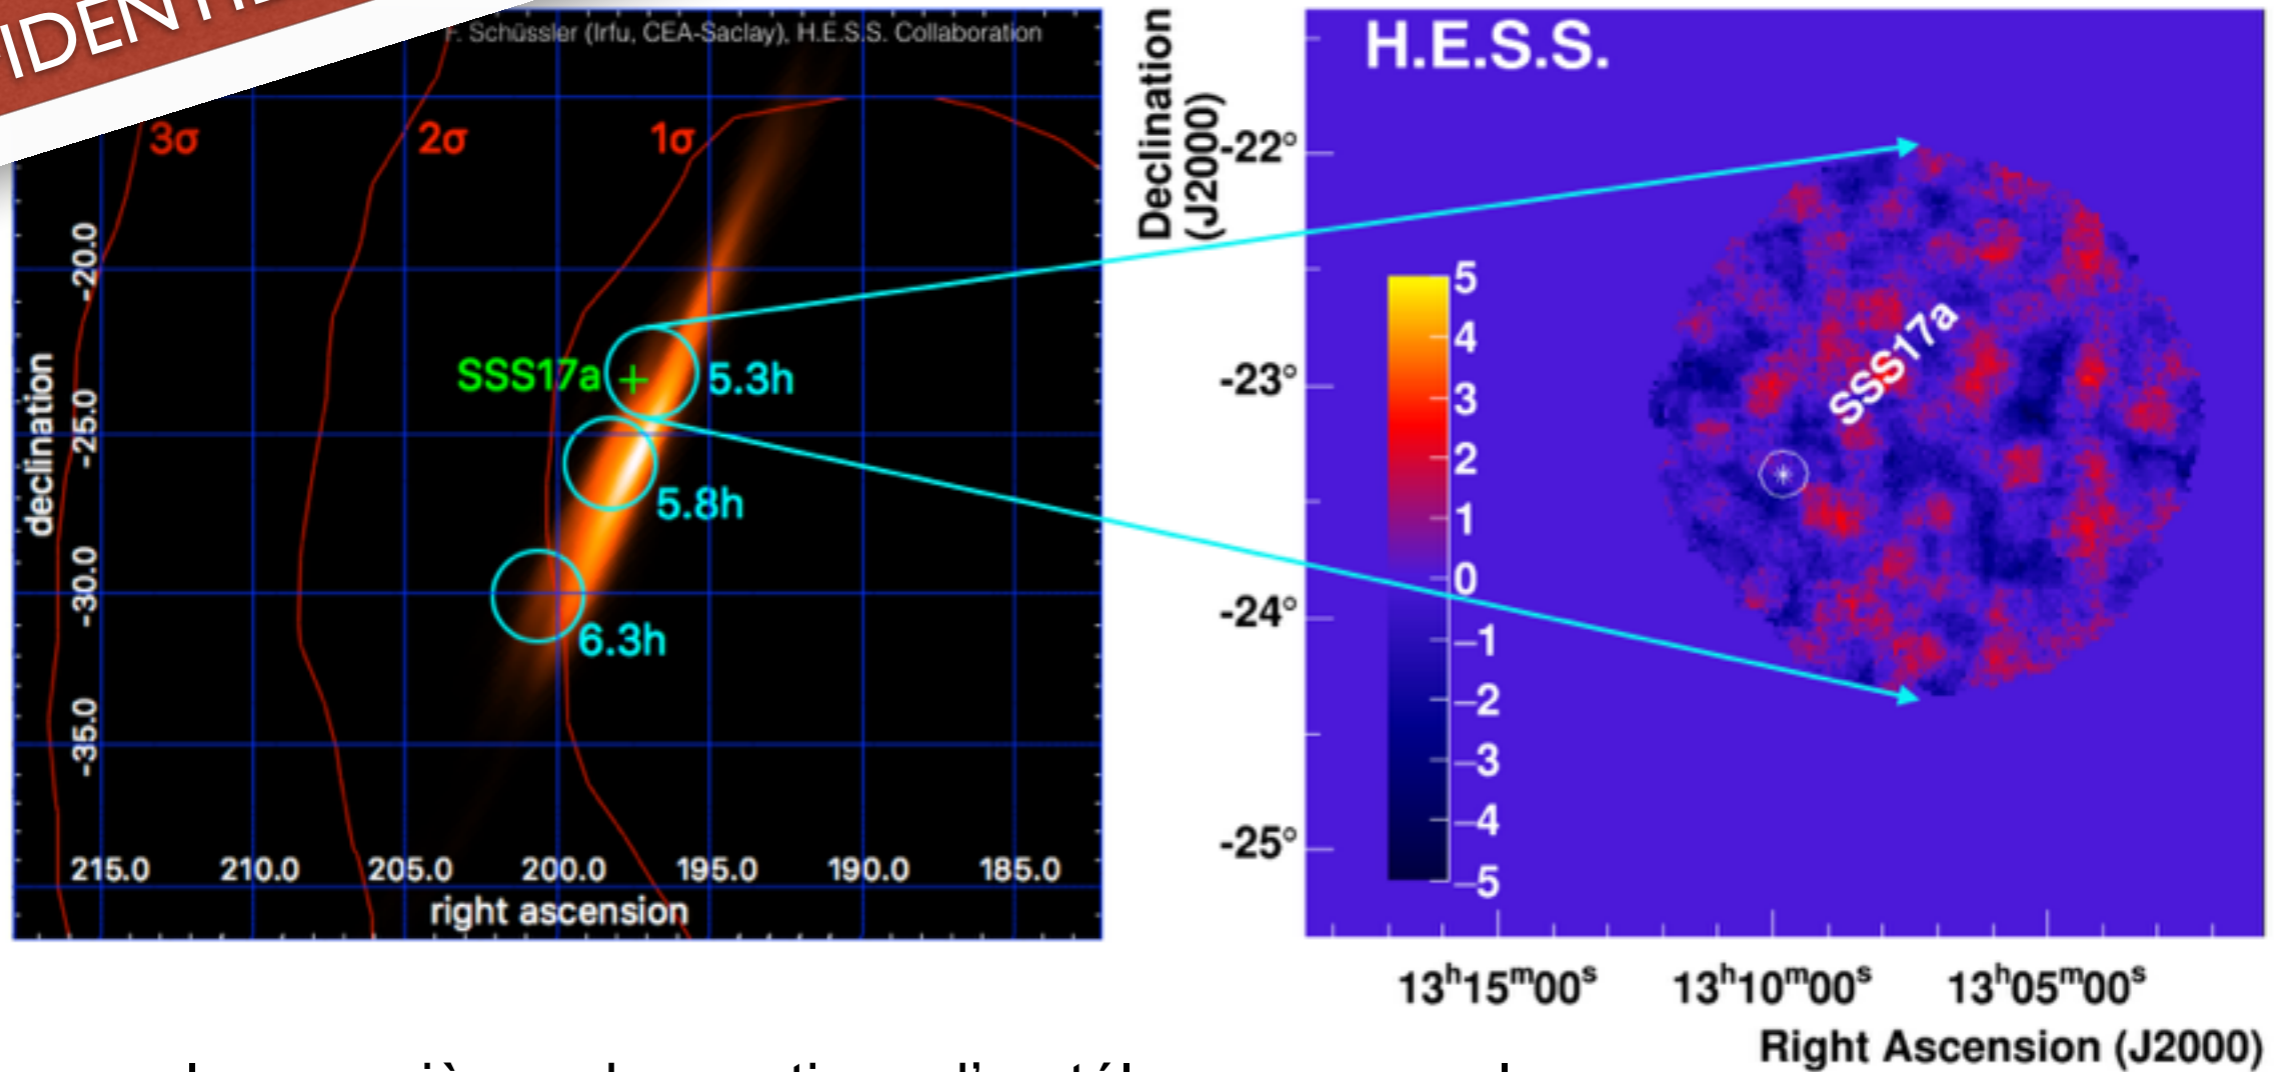 F. Schüssler (Irfu, CEA-Saclay), H.E.S.S. Collaboration
3σ
2σ
1σ
declination
-20.0
-25.0
-30.0
-35.0
SSS17a
5.3h
5.8h
6.3h
215.0 210.0 205.0 200.0 195.0 190.0 185.0
right ascension
Declination
(J2000)
-22°
-23°
-24°
-25°
H.E.S.S.
5
4
3
2
1
0
−1
−2
−3
−4
−5
SSS17a
13ʰ15ᵐ00ˢ 13ʰ10ᵐ00ˢ 13ʰ05ᵐ00ˢ
Right Ascension (J2000)